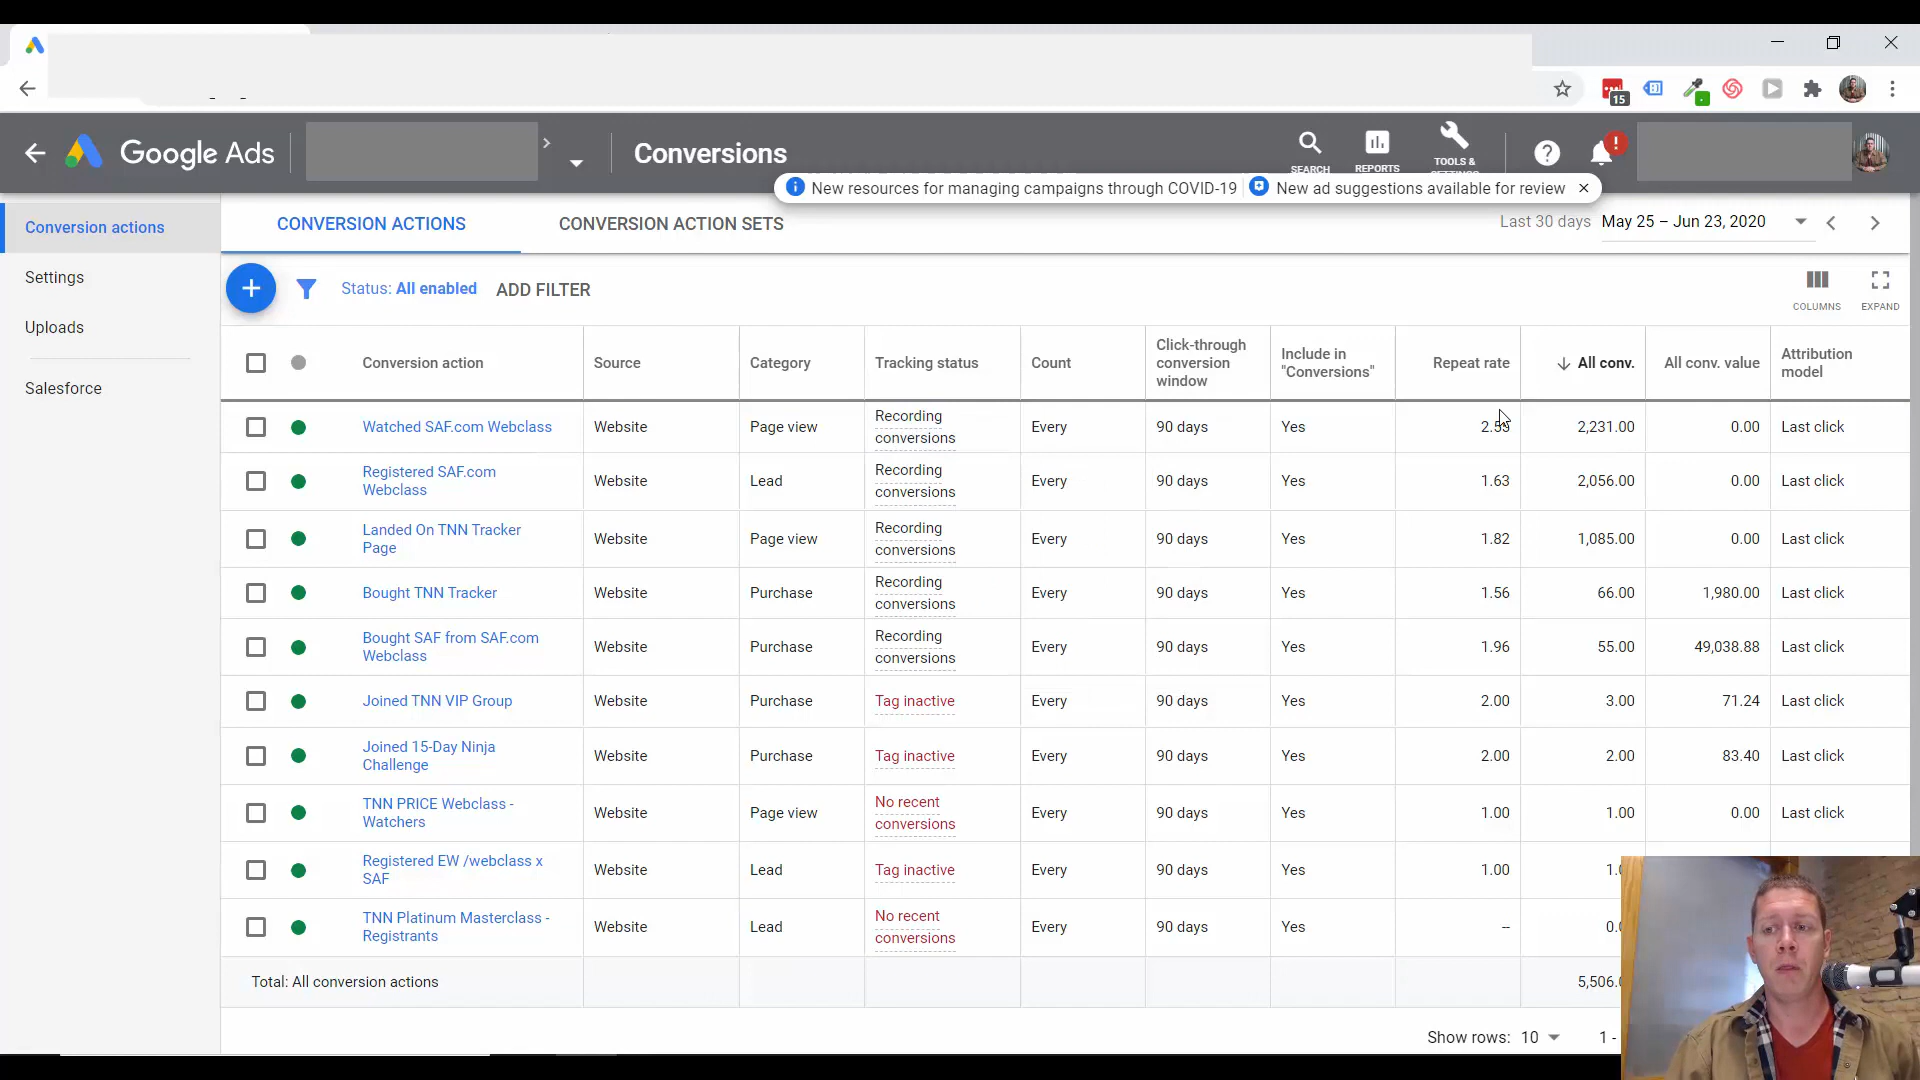 15
Google Ads
Conversions
SEARCH
REPORTS
TOOLS &
New resources for managing campaigns through COVID-19
New ad suggestions available for review
Conversion actions
Settings
Uploads
Salesforce
CONVERSION ACTIONS
CONVERSION ACTION SETS
Last 30 days
May 25 – Jun 23, 2020
Status: All enabled
ADD FILTER
COLUMNS
EXPAND
Conversion action
Source
Category
Tracking status
Count
Click-through
conversion
window
Include in
"Conversions"
Repeat rate
All conv.
All conv. value
Attribution
model
Watched SAF.com Webclass
Website
Page view
Recording
conversions
Every
90 days
Yes
2,231.00
0.00
Last click
Registered SAF.com
Webclass
Website
Lead
Recording
conversions
Every
90 days
Yes
1.63
2,056.00
0.00
Last click
Landed On TNN Tracker
Page
Website
Page view
Recording
conversions
Every
90 days
Yes
1.82
1,085.00
0.00
Last click
Bought TNN Tracker
Website
Purchase
Recording
conversions
Every
90 days
Yes
1.56
66.00
1,980.00
Last click
Bought SAF from SAF.com
Webclass
Website
Purchase
Recording
conversions
Every
90 days
Yes
1.96
55.00
49,038.88
Last click
Joined TNN VIP Group
Website
Purchase
Tag inactive
Every
90 days
Yes
2.00
3.00
71.24
Last click
Joined 15-Day Ninja
Challenge
Website
Purchase
Tag inactive
Every
90 days
Yes
2.00
2.00
83.40
Last click
TNN PRICE Webclass -
Watchers
Website
Page view
No recent
conversions
Every
90 days
Yes
1.00
1.00
0.00
Last click
Registered EW /webclass x
SAF
Website
Lead
Tag inactive
Every
90 days
Yes
1.00
TNN Platinum Masterclass -
Registrants
Website
Lead
No recent
conversions
Every
90 days
Yes
--
Total: All conversion actions
Show rows: 10
1 -